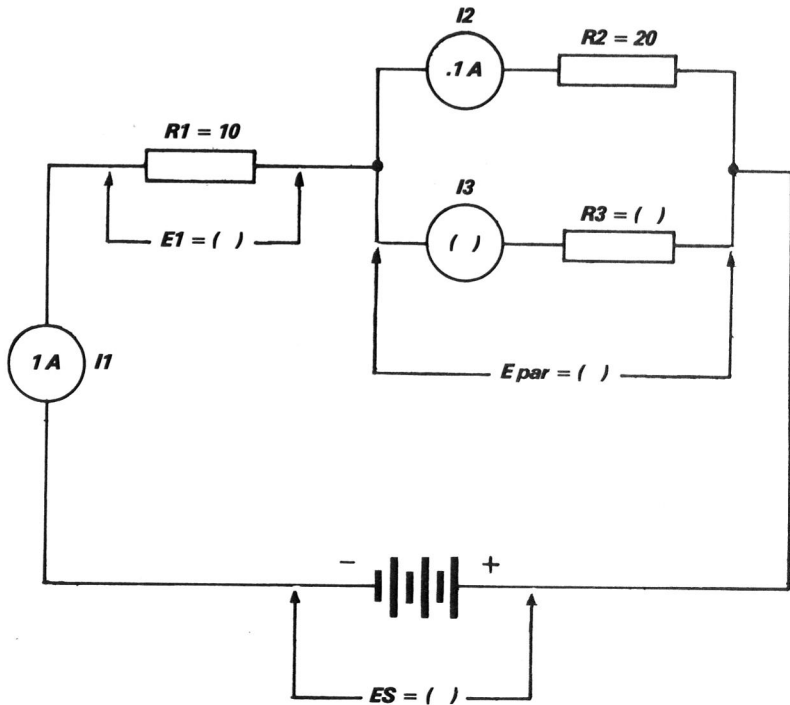 I2
R2 = 20
.1 A
R1 = 10
I3
R3 = ( )
( )
E1 = ( )
1 A I1
E par = ( )
− +
ES = ( )